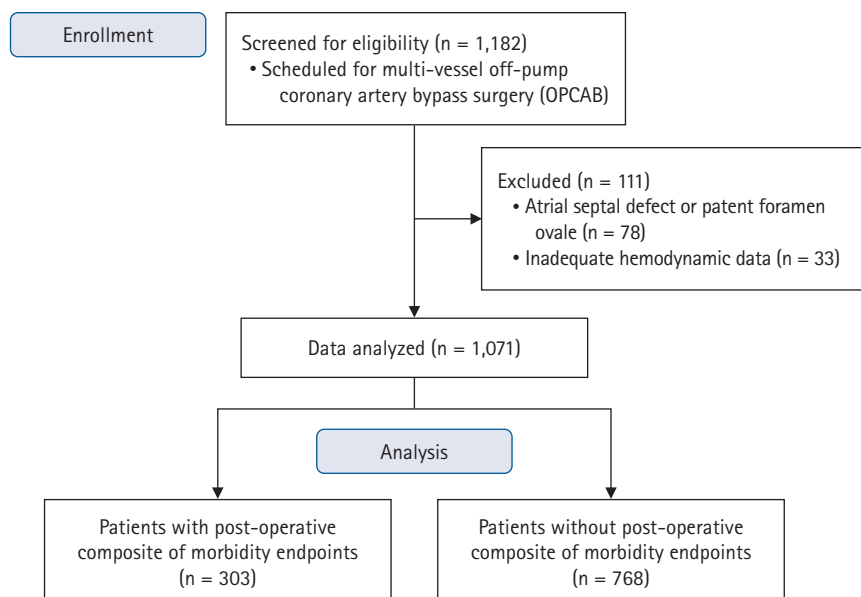 Enrollment
Screened for eligibility (n = 1,182)
• Scheduled for multi-vessel off-pump
coronary artery bypass surgery (OPCAB)
Excluded (n = 111)
• Atrial septal defect or patent foramen
ovale (n = 78)
• Inadequate hemodynamic data (n = 33)
Data analyzed (n = 1,071)
Analysis
Patients with post-operative
composite of morbidity endpoints
(n = 303)
Patients without post-operative
composite of morbidity endpoints
(n = 768)